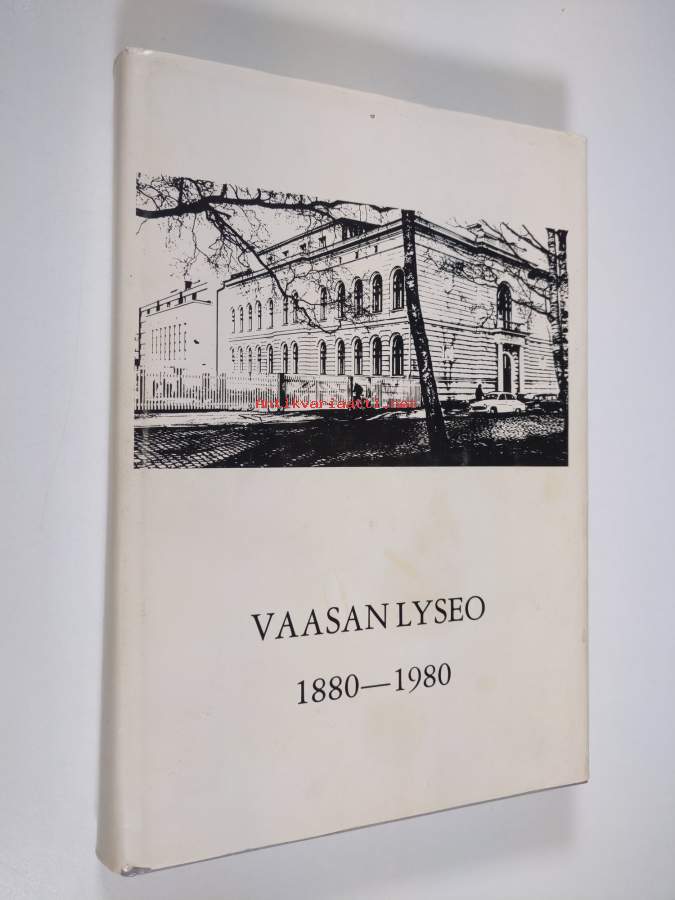 Antikvariaatti.net
VAASAN LYSEO
1880—1980